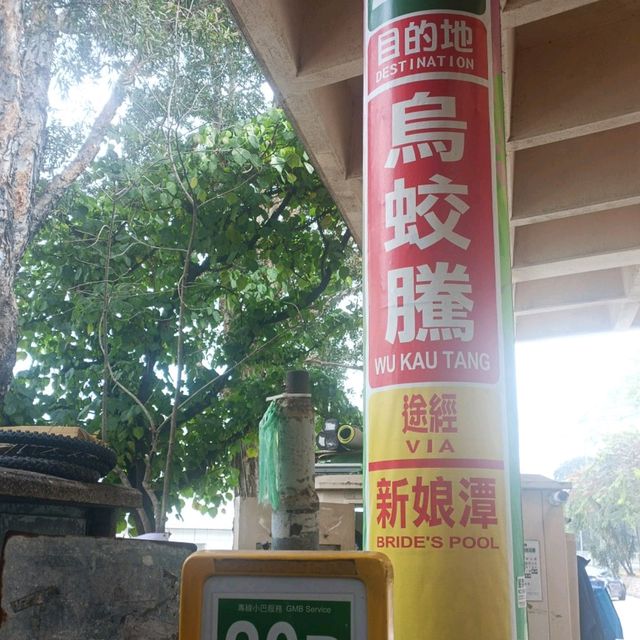 目的地
DESTINATION
烏蛟騰
WU KAU TANG
途經
VIA
新娘潭
BRIDE'S POOL
專線小巴服務 GMB Service